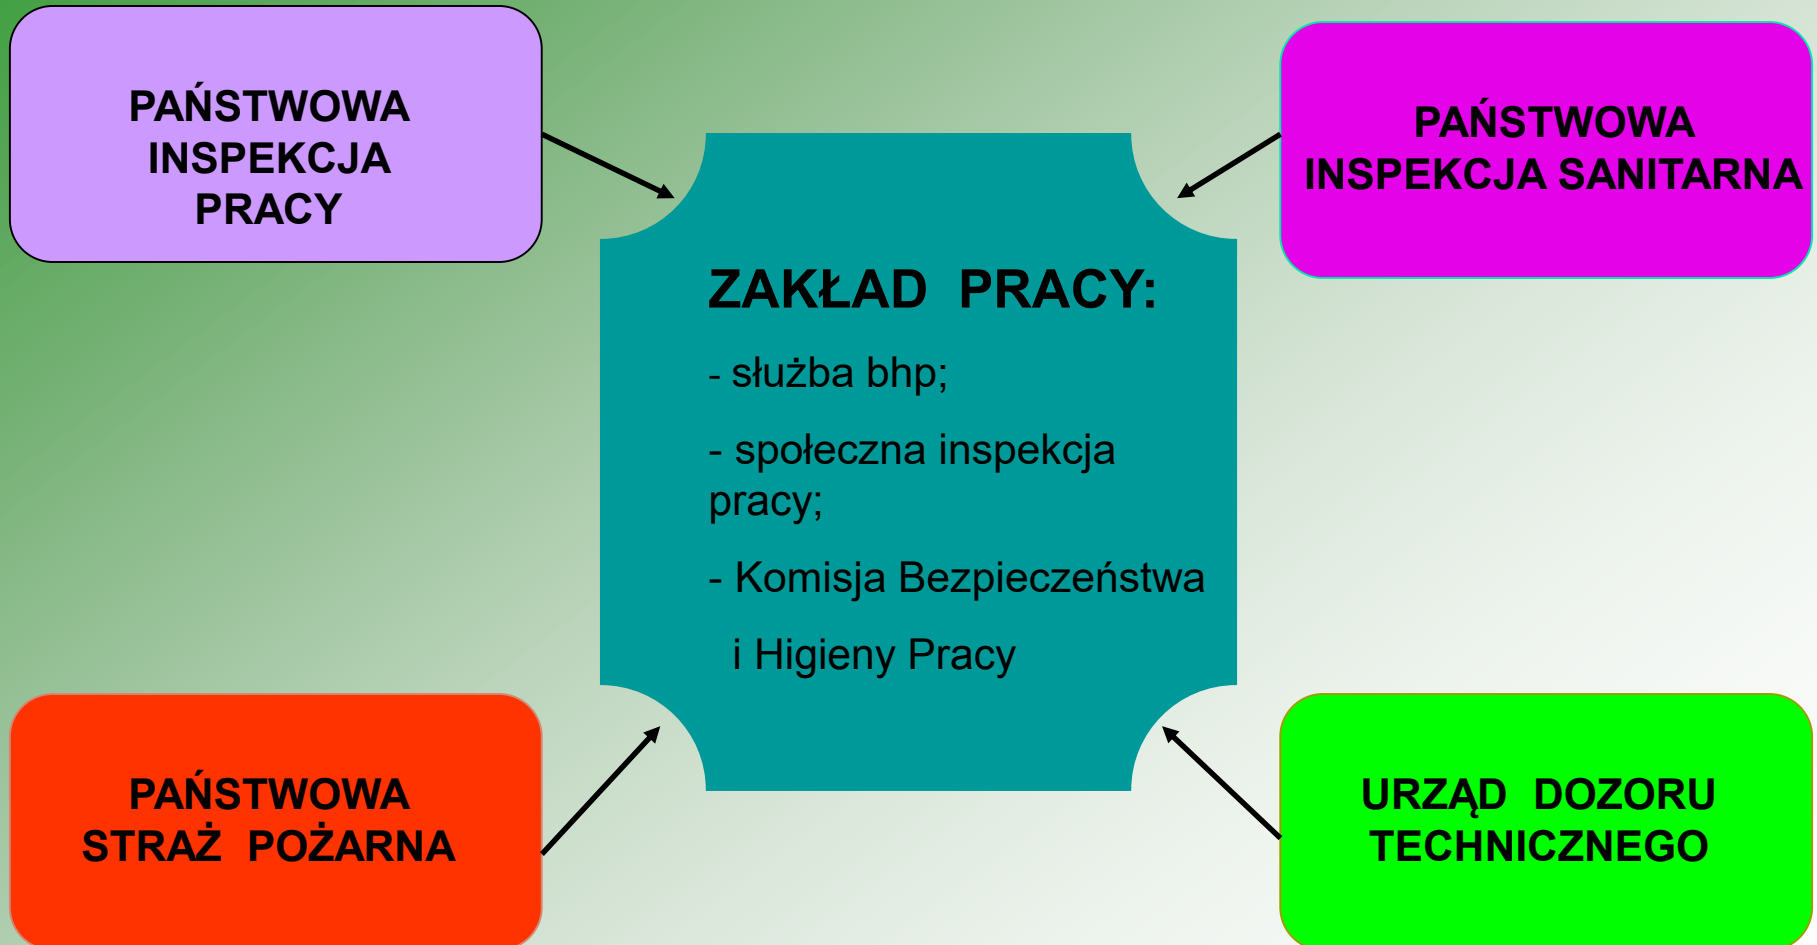 PAŃSTWOWA
INSPEKCJA
PRACY
PAŃSTWOWA
INSPEKCJA SANITARNA
ZAKŁAD PRACY:
- służba bhp;
- społeczna inspekcja
pracy;
- Komisja Bezpieczeństwa
i Higieny Pracy
PAŃSTWOWA
STRAŻ POŻARNA
URZĄD DOZORU
TECHNICZNEGO